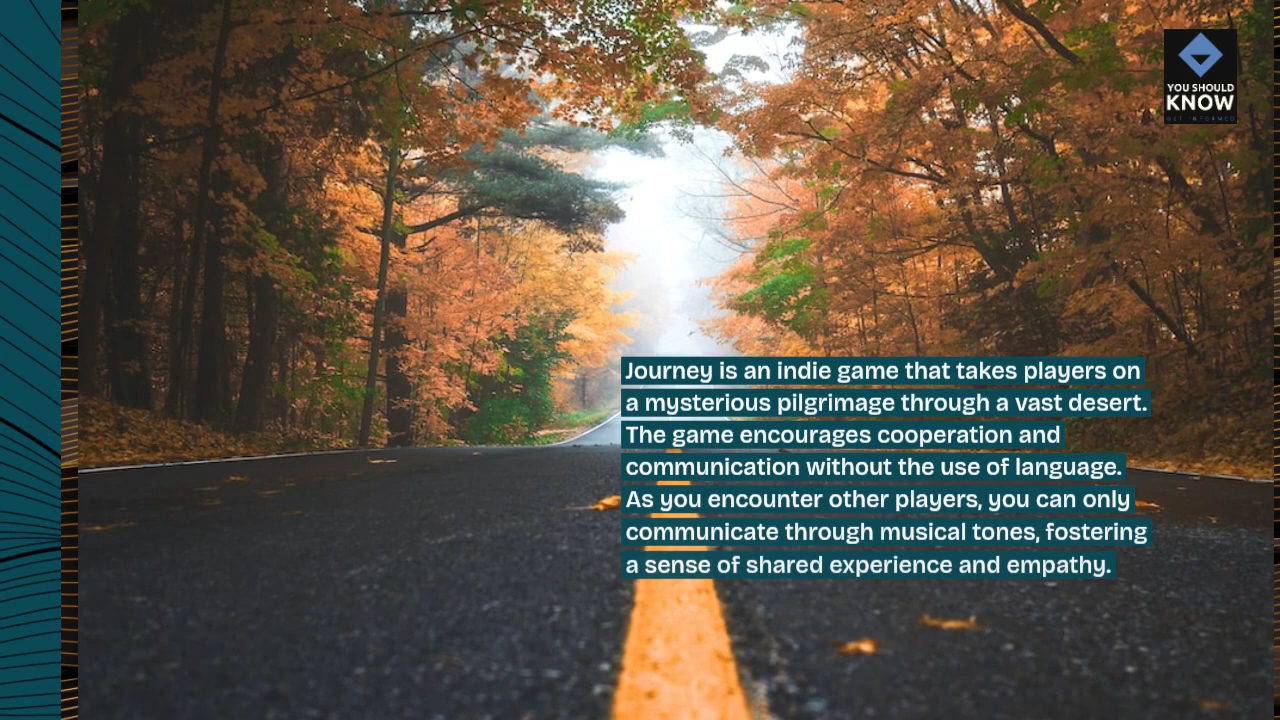 YOU SHOULD
KNOW
GET INFORMED
Journey is an indie game that takes players on
a mysterious pilgrimage through a vast desert.
The game encourages cooperation and
communication without the use of language.
As you encounter other players, you can only
communicate through musical tones, fostering
a sense of shared experience and empathy.